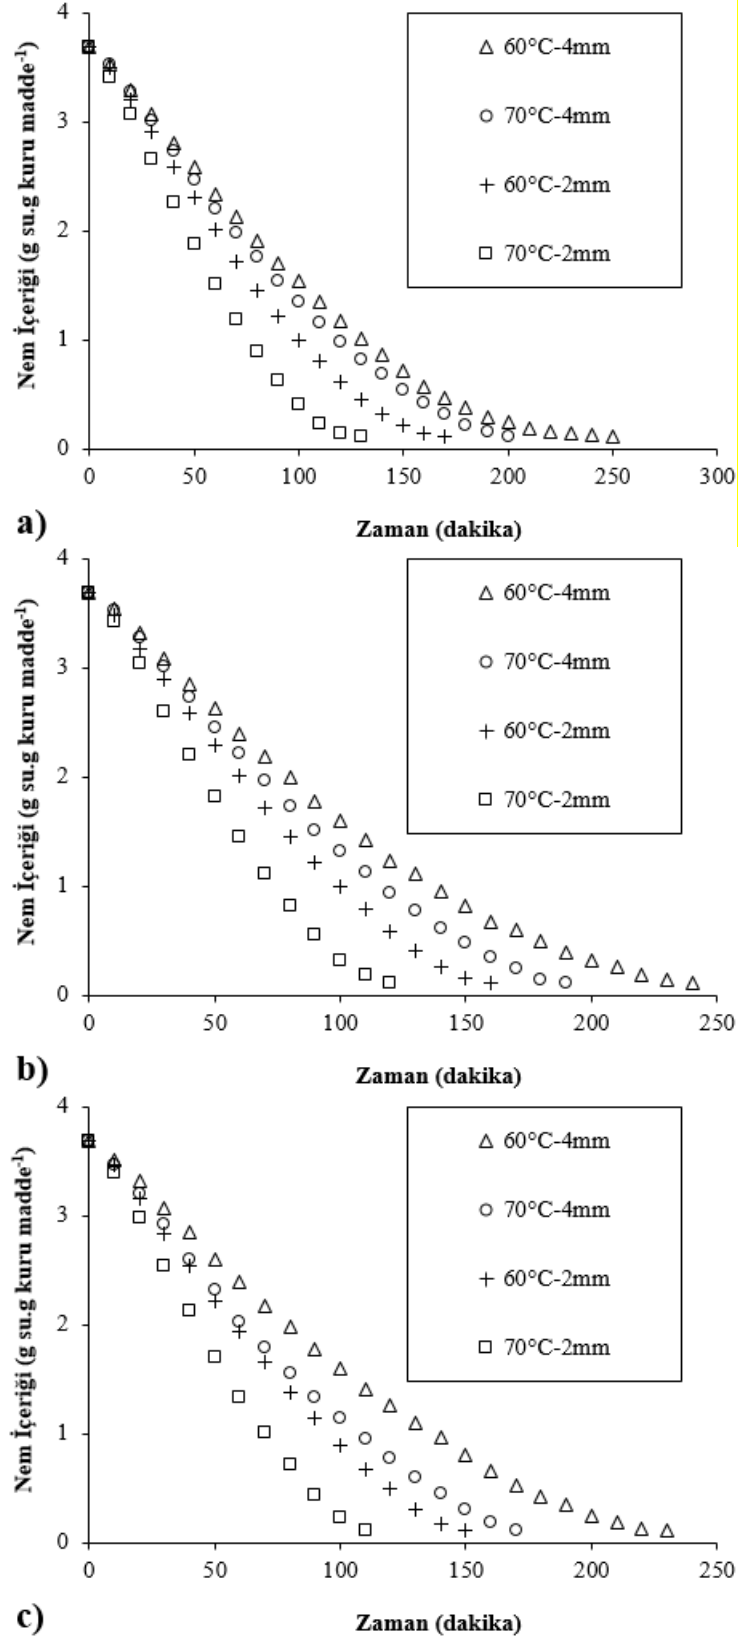 4
3
2
1
0
Nem İçeriği (g su.g kuru madde⁻¹)
60°C-4mm
70°C-4mm
60°C-2mm
70°C-2mm
0 50 100 150 200 250 300
a)
Zaman (dakika)
4
3
2
1
0
Nem İçeriği (g su.g kuru madde⁻¹)
60°C-4mm
70°C-4mm
60°C-2mm
70°C-2mm
0 50 100 150 200 250
b)
Zaman (dakika)
4
3
2
1
0
Nem İçeriği (g su.g kuru madde⁻¹)
60°C-4mm
70°C-4mm
60°C-2mm
70°C-2mm
0 50 100 150 200 250
c)
Zaman (dakika)